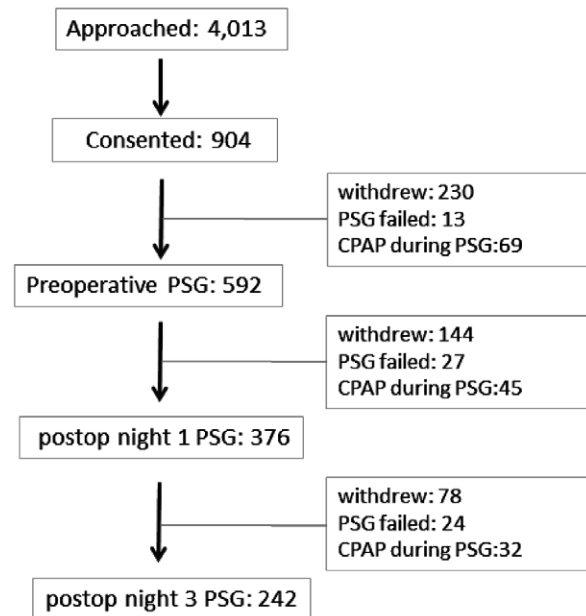 Approached: 4,013
Consented: 904
withdrew: 230
PSG failed: 13
CPAP during PSG:69
Preoperative PSG: 592
withdrew: 144
PSG failed: 27
CPAP during PSG:45
postop night 1 PSG: 376
withdrew: 78
PSG failed: 24
CPAP during PSG:32
postop night 3 PSG: 242